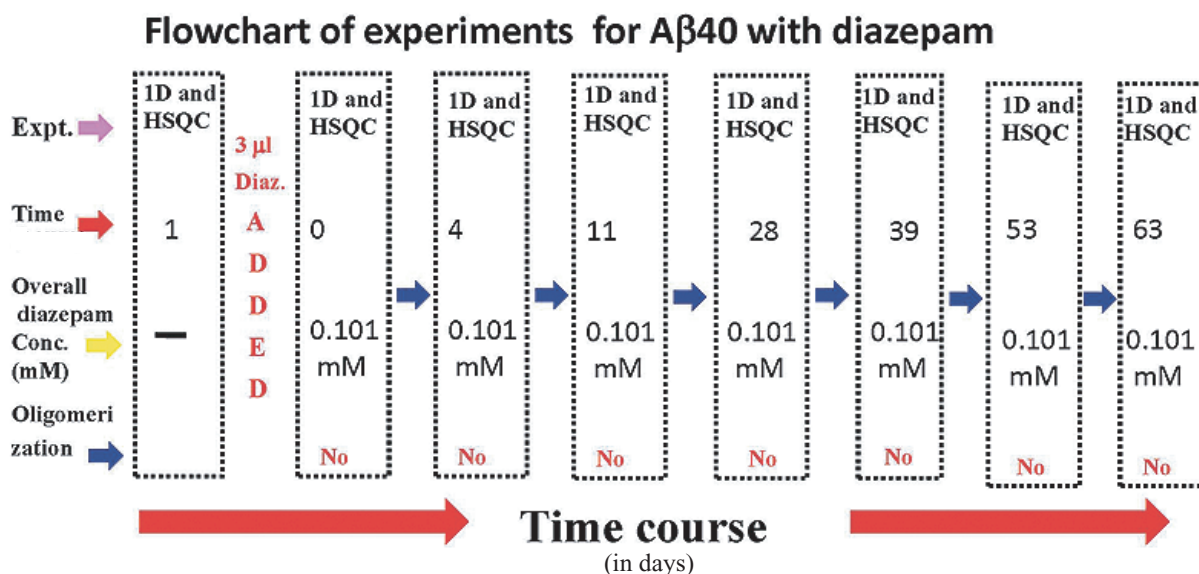 Flowchart of experiments for Aβ40 with diazepam
Expt.
Time
Overall
diazepam
Conc.
(mM)
Oligomeri
zation
1D and
HSQC
1
—
3 μl
Diaz.
A
D
D
E
D
1D and
HSQC
0
0.101
mM
No
1D and
HSQC
4
0.101
mM
No
1D and
HSQC
11
0.101
mM
No
1D and
HSQC
28
0.101
mM
No
1D and
HSQC
39
0.101
mM
No
1D and
HSQC
53
0.101
mM
No
1D and
HSQC
63
0.101
mM
No
Time course
(in days)